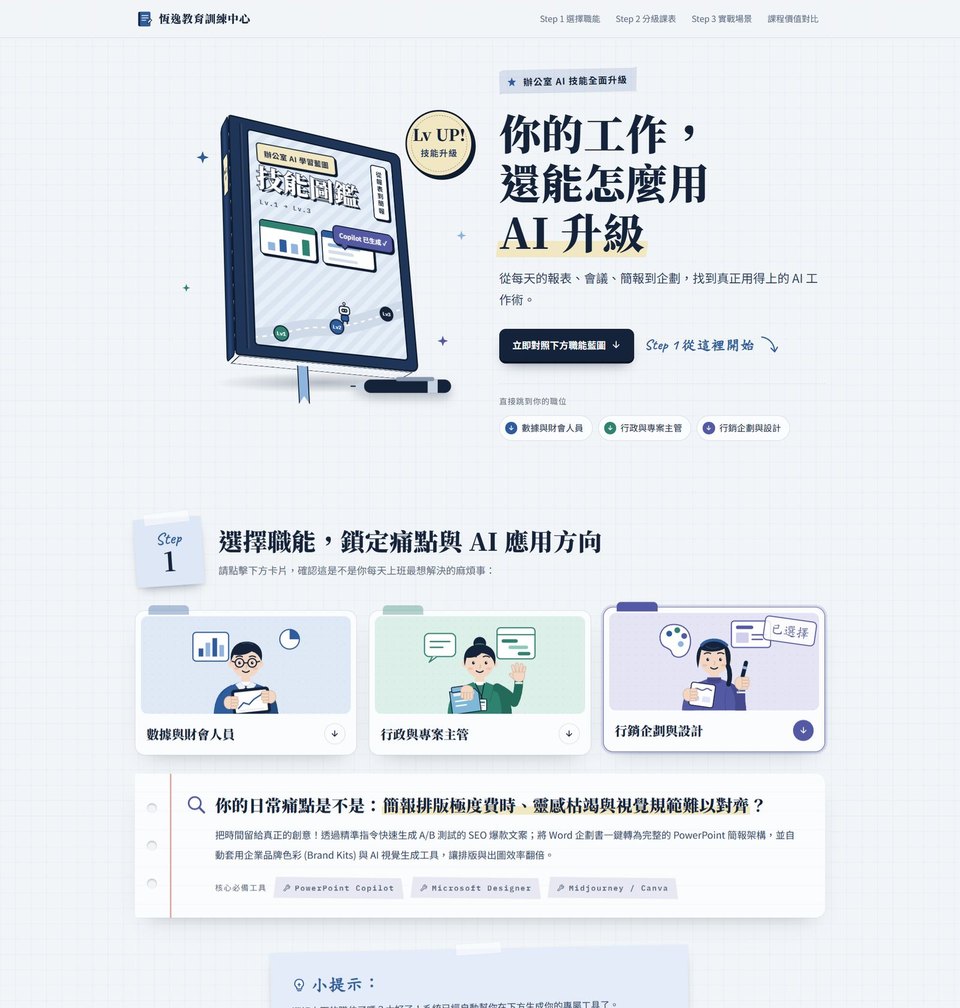 恆逸教育訓練中心
Step 1 選擇職能
Step 2 分級課表
Step 3 實戰場景
課程價值對比
辦公室 AI 技能全面升級
你的工作，
還能怎麼用
AI 升級
從每天的報表、會議、簡報到企劃，找到真正用得上的 AI 工
作術。
立即對照下方職能藍圖
Step 1 從這裡開始
直接跳到你的職位
數據與財會人員
行政與專案主管
行銷企劃與設計
辦公室 AI 學習藍圖
技能圖鑑
Lv.1 → Lv.3
從報表到簡報
Copilot 已生成 ✓
Lv1
Lv2
Lv3
Lv UP!
技能升級
Step
1
選擇職能，鎖定痛點與 AI 應用方向
請點擊下方卡片，確認這是不是你每天上班最想解決的麻煩事：
數據與財會人員
行政與專案主管
已選擇
行銷企劃與設計
你的日常痛點是不是：簡報排版極度費時、靈感枯竭與視覺規範難以對齊？
把時間留給真正的創意！透過精準指令快速生成 A/B 測試的 SEO 爆款文案；將 Word 企劃書一鍵轉為完整的 PowerPoint 簡報架構，並自
動套用企業品牌色彩 (Brand Kits) 與 AI 視覺生成工具，讓排版與出圖效率翻倍。
核心必備工具
PowerPoint Copilot
Microsoft Designer
Midjourney / Canva
小提示：